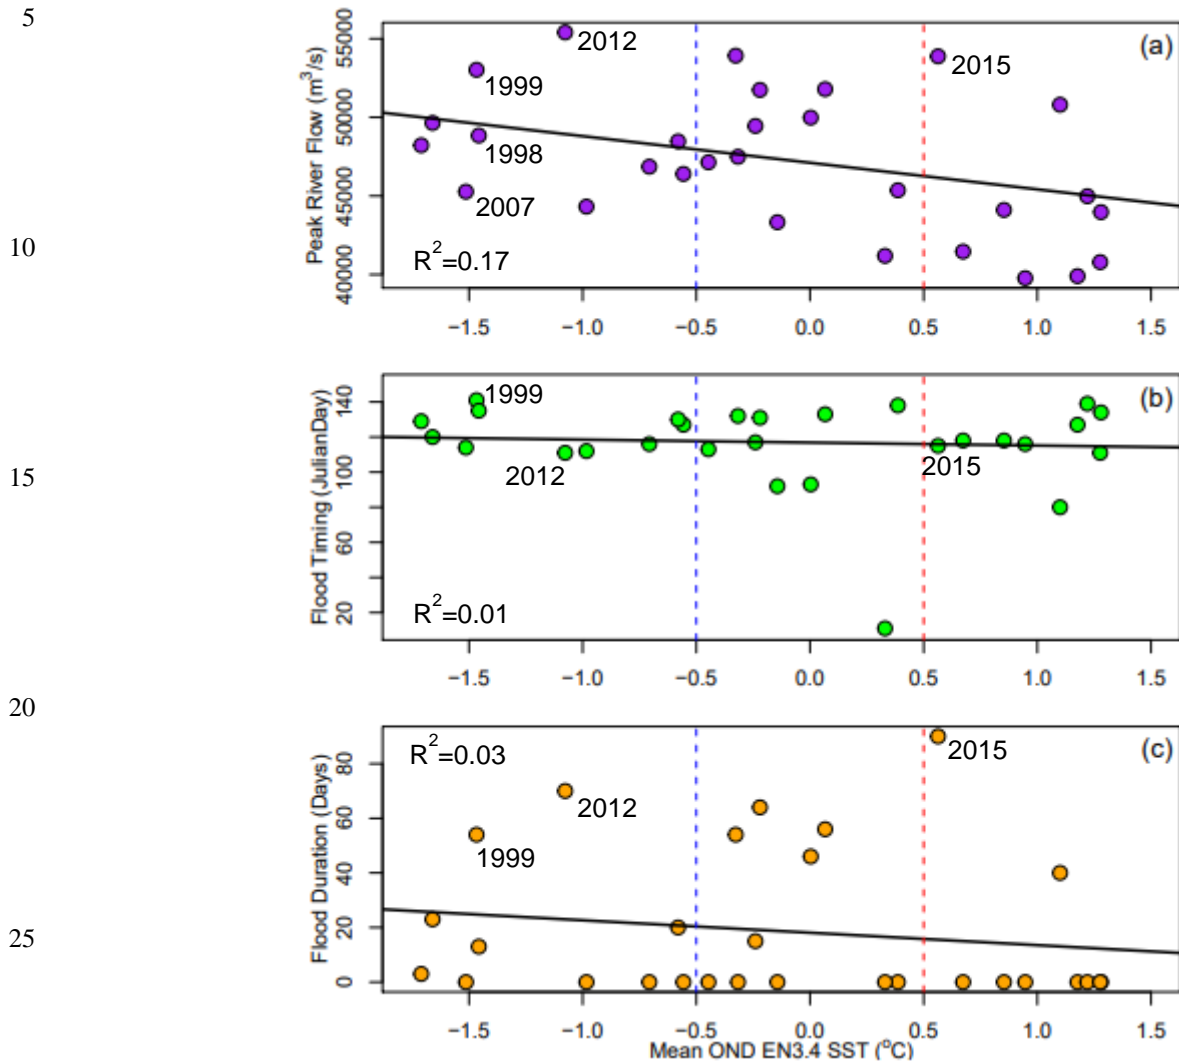 5
Peak River Flow (m³/s)
55000
50000
45000
40000
(a)
2012
2015
1999
1998
2007
R²=0.17
−1.5 −1.0 −0.5 0.0 0.5 1.0 1.5
10
Flood Timing (JulianDay)
140
100
60
20
(b)
1999
2012
2015
R²=0.01
−1.5 −1.0 −0.5 0.0 0.5 1.0 1.5
15
20
Flood Duration (Days)
80
60
40
20
0
(c)
R²=0.03
2015
2012
1999
25
−1.5 −1.0 −0.5 0.0 0.5 1.0 1.5
Mean OND EN3.4 SST (°C)